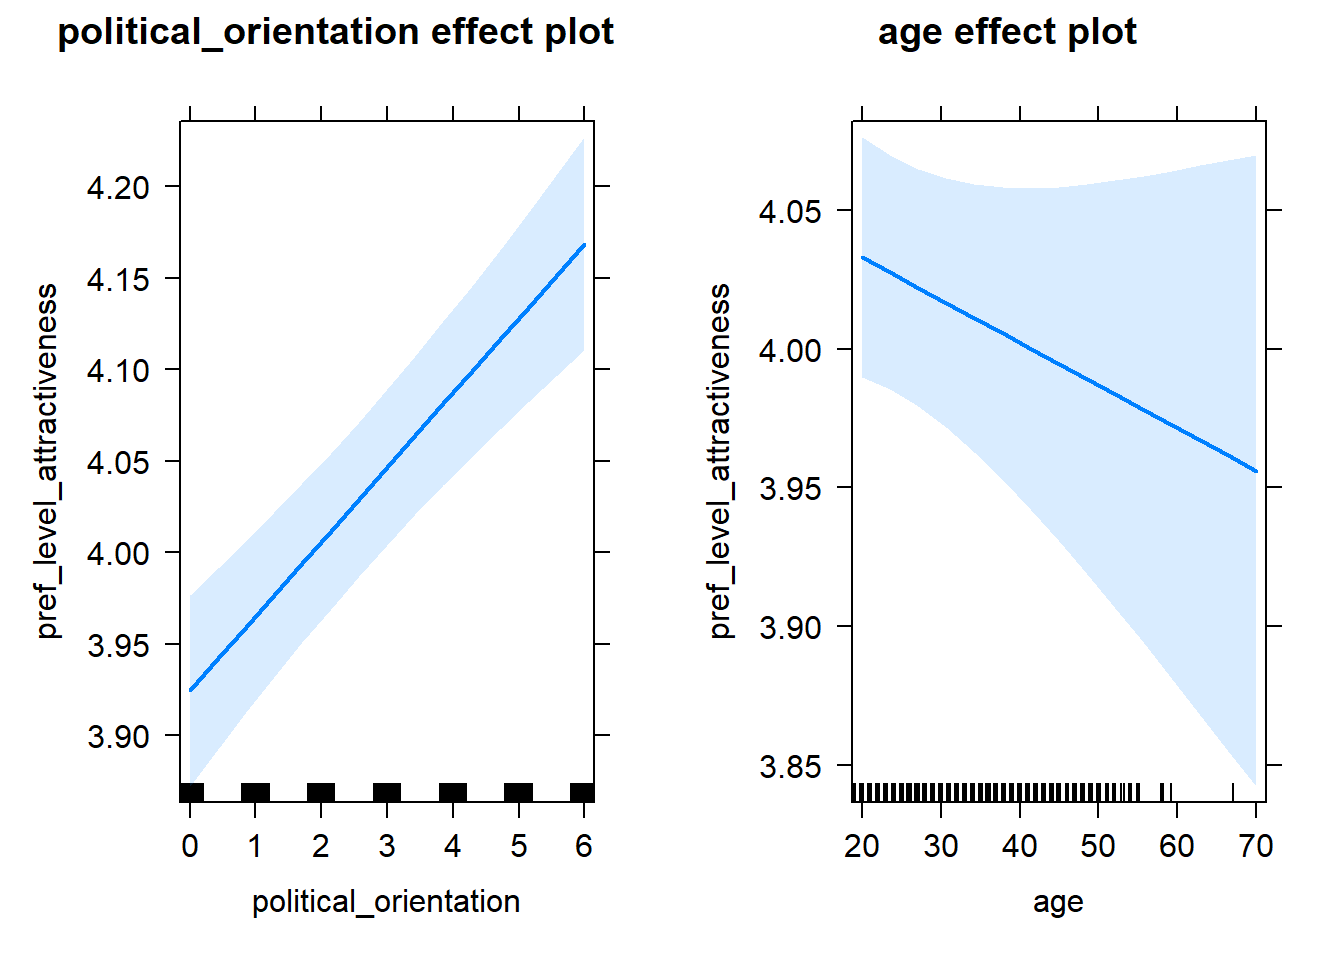 political_orientation effect plot
pref_level_attractiveness
4.20
4.15
4.10
4.05
4.00
3.95
3.90
0 1 2 3 4 5 6
political_orientation
age effect plot
pref_level_attractiveness
4.05
4.00
3.95
3.90
3.85
20 30 40 50 60 70
age